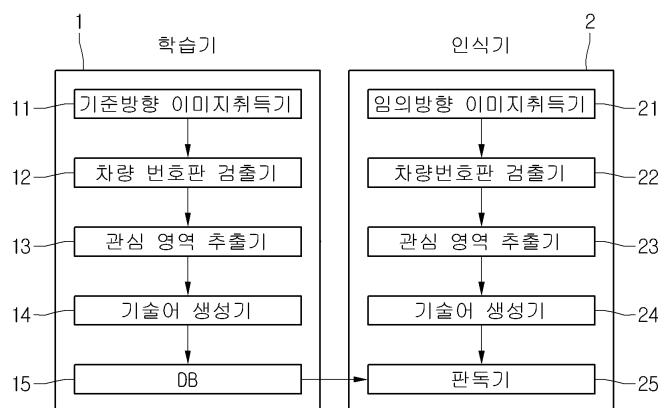 1
학습기
인식기
2
11 기준방향 이미지취득기
임의방향 이미지취득기 21
12 차량 번호판 검출기
차량번호판 검출기 22
13 관심 영역 추출기
관심 영역 추출기 23
14 기술어 생성기
기술어 생성기 24
15 DB
판독기 25